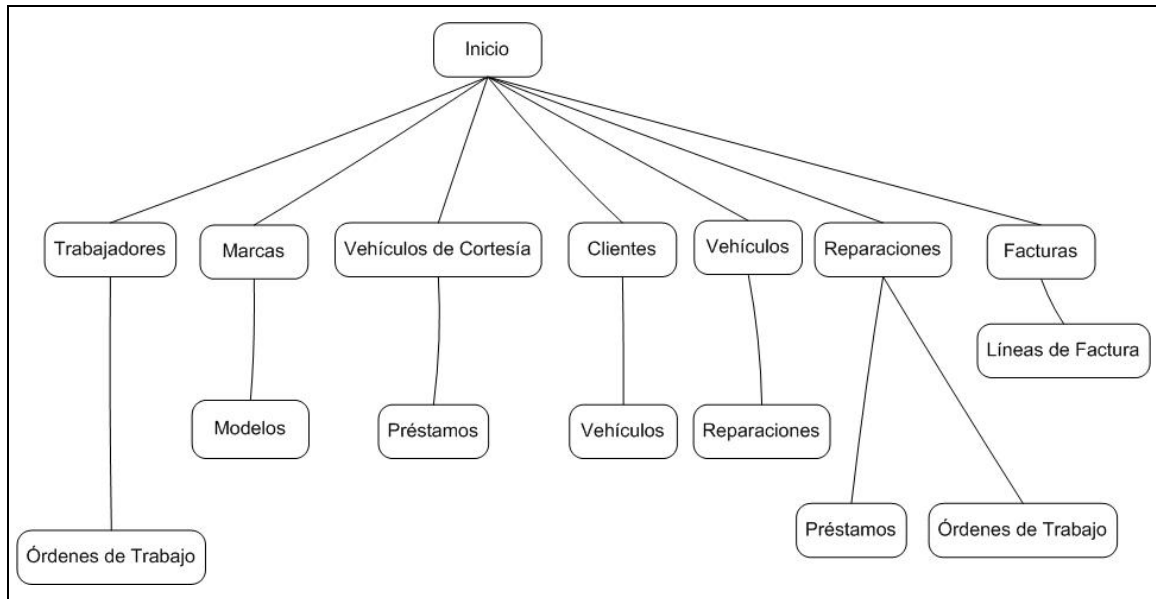 Inicio
Trabajadores
Marcas
Vehículos de Cortesía
Clientes
Vehículos
Reparaciones
Facturas
Líneas de Factura
Modelos
Préstamos
Vehículos
Reparaciones
Préstamos
Órdenes de Trabajo
Órdenes de Trabajo